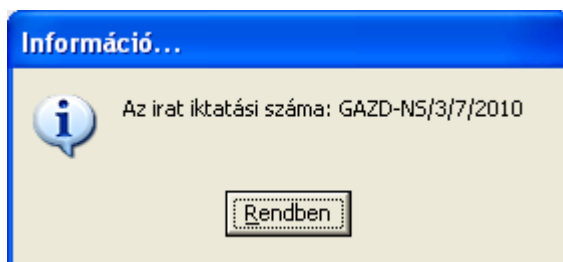 Információ...
Az irat iktatási száma: GAZD-NS/3/7/2010
Rendben